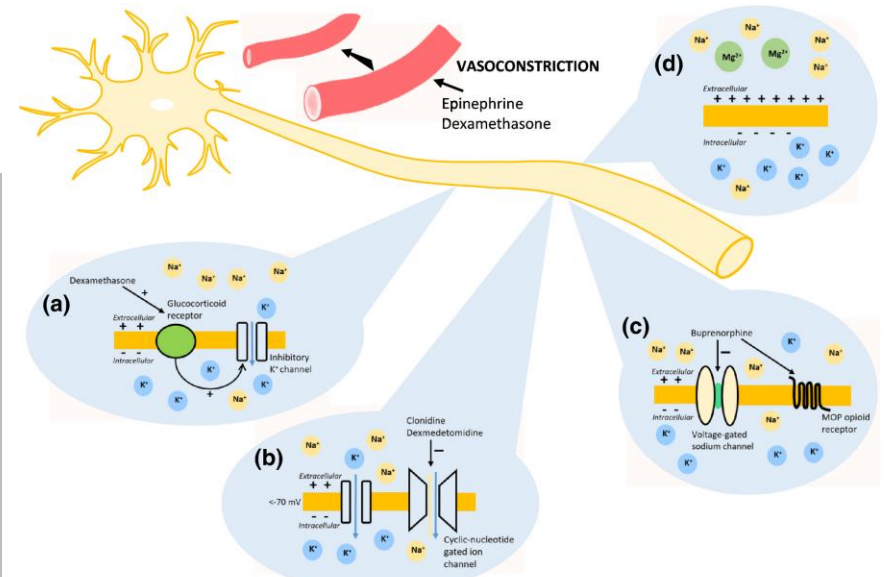 VASOCONSTRICTION
Epinephrine
Dexamethasone
(a)
Dexamethasone
+
Glucocorticoid
receptor
Na⁺
Na⁺
Na⁺
Na⁺
K⁺
Extracellular
+ +
- -
Intracellular
Inhibitory
K⁺ channel
K⁺
K⁺
K⁺
+
Na⁺
K⁺
(b)
Clonidine
Dexmedetomidine
−
Na⁺
Na⁺
K⁺
Na⁺
Extracellular
+ +
<-70 mV
- -
Intracellular
K⁺
K⁺
K⁺
Na⁺
Cyclic-nucleotide
gated ion
channel
(c)
Buprenorphine
−
Na⁺
Na⁺
K⁺
Na⁺
Na⁺
Extracellular
+ +
- -
Intracellular
K⁺
K⁺
Na⁺
K⁺
K⁺
Voltage-gated
sodium channel
MOP opioid
receptor
(d)
Na⁺
Na⁺
Mg²⁺
Mg²⁺
Na⁺
Extracellular
+ + + + + + + +
- - - -
Intracellular
K⁺
K⁺
K⁺
K⁺
K⁺
Na⁺